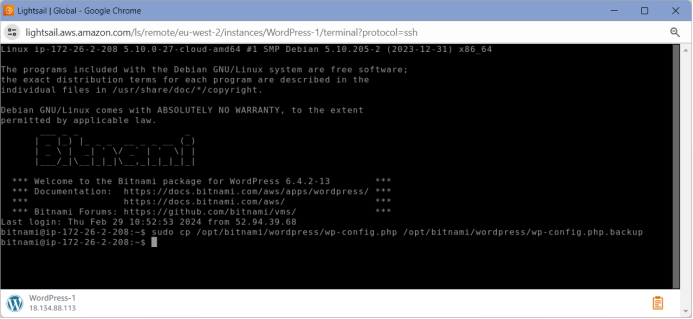 Lightsail | Global - Google Chrome
lightsail.aws.amazon.com/ls/remote/eu-west-2/instances/WordPress-1/terminal?protocol=ssh
Linux ip-172-26-2-208 5.10.0-27-cloud-amd64 #1 SMP Debian 5.10.205-2 (2023-12-31) x86_64
The programs included with the Debian GNU/Linux system are free software;
the exact distribution terms for each program are described in the
individual files in /usr/share/doc/*/copyright.
Debian GNU/Linux comes with ABSOLUTELY NO WARRANTY, to the extent
permitted by applicable law.
Bitnami
*** Welcome to the Bitnami package for WordPress 6.4.2-13 ***
*** Documentation: https://docs.bitnami.com/aws/apps/wordpress/ ***
*** https://docs.bitnami.com/aws/ ***
*** Bitnami Forums: https://github.com/bitnami/vms/ ***
Last login: Thu Feb 29 10:52:53 2024 from 52.94.39.68
bitnami@ip-172-26-2-208:~$ sudo cp /opt/bitnami/wordpress/wp-config.php /opt/bitnami/wordpress/wp-config.php.backup
bitnami@ip-172-26-2-208:~$
WordPress-1
18.134.88.113